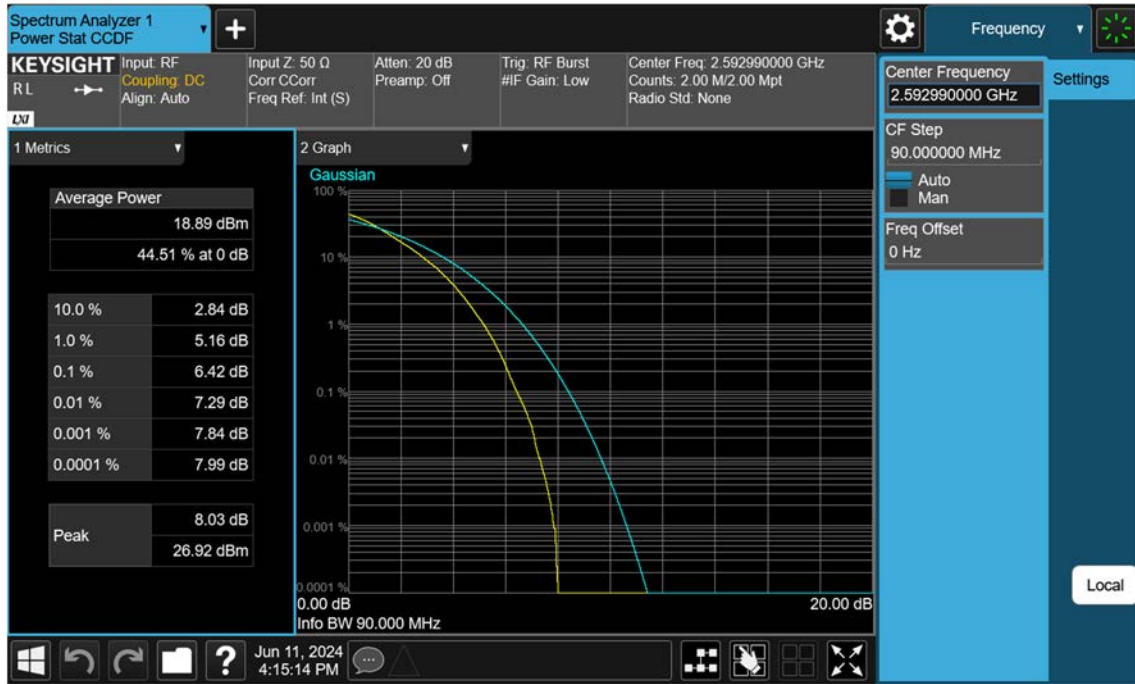 Spectrum Analyzer 1
Power Stat CCDF
Frequency
KEYSIGHT
R L
LXI
Input: RF
Coupling: DC
Align: Auto
Input Z: 50 Ω
Corr CCorr
Freq Ref: Int (S)
Atten: 20 dB
Preamp: Off
Trig: RF Burst
#IF Gain: Low
Center Freq: 2.592990000 GHz
Counts: 2.00 M/2.00 Mpt
Radio Std: None
Center Frequency
2.592990000 GHz
Settings
CF Step
90.000000 MHz
Auto
Man
Freq Offset
0 Hz
1 Metrics
Average Power
18.89 dBm
44.51 % at 0 dB
10.0 % 2.84 dB
1.0 % 5.16 dB
0.1 % 6.42 dB
0.01 % 7.29 dB
0.001 % 7.84 dB
0.0001 % 7.99 dB
Peak
8.03 dB
26.92 dBm
2 Graph
Gaussian
100 %
10 %
1 %
0.1 %
0.01 %
0.001 %
0.0001 %
0.00 dB 20.00 dB
Info BW 90.000 MHz
Local
?
Jun 11, 2024
4:15:14 PM